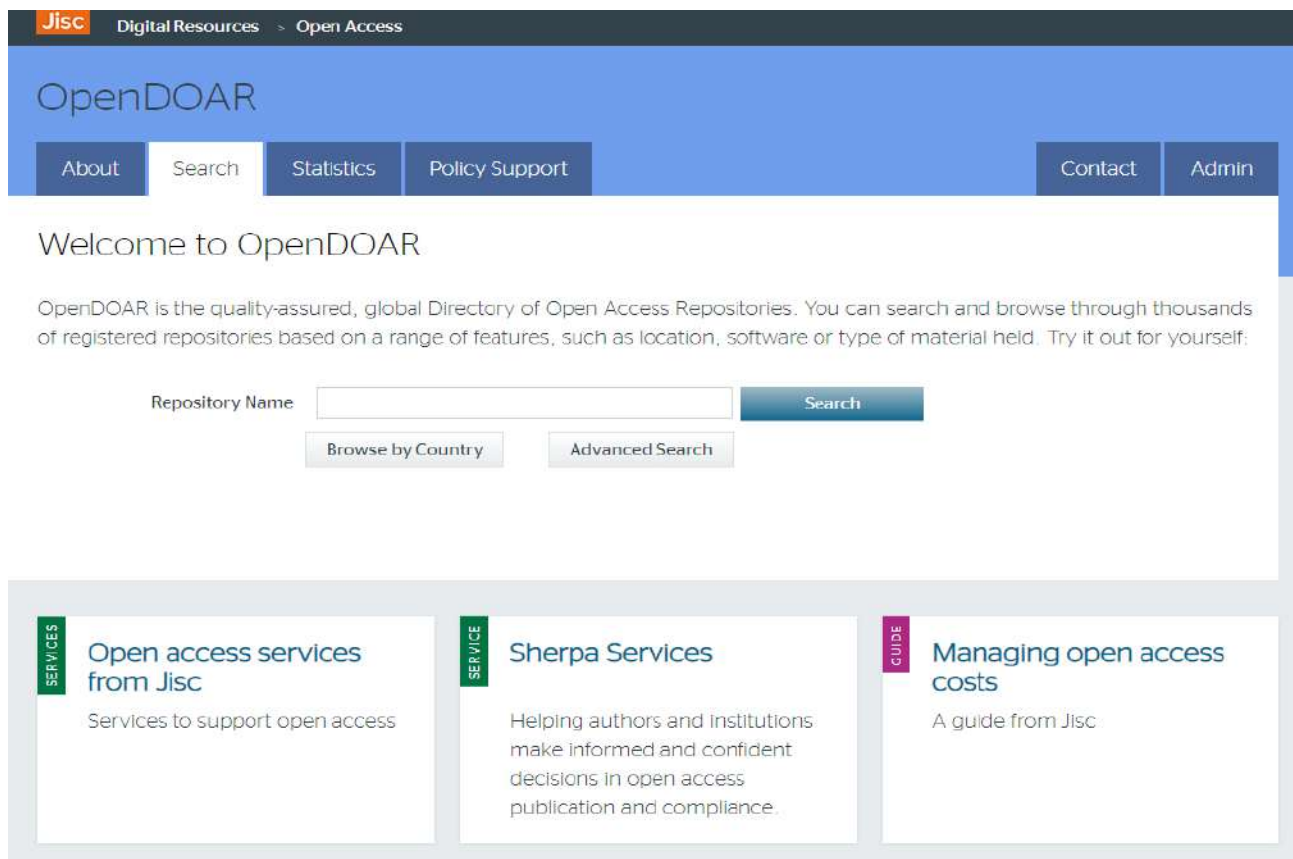 Jisc Digital Resources > Open Access
OpenDOAR
About Search Statistics Policy Support Contact Admin
Welcome to OpenDOAR
OpenDOAR is the quality-assured, global Directory of Open Access Repositories. You can search and browse through thousands
of registered repositories based on a range of features, such as location, software or type of material held. Try it out for yourself:
Repository Name Search
Browse by Country Advanced Search
SERVICES
Open access services
from Jisc
Services to support open access
SERVICE
Sherpa Services
Helping authors and institutions
make informed and confident
decisions in open access
publication and compliance.
GUIDE
Managing open access
costs
A guide from Jisc